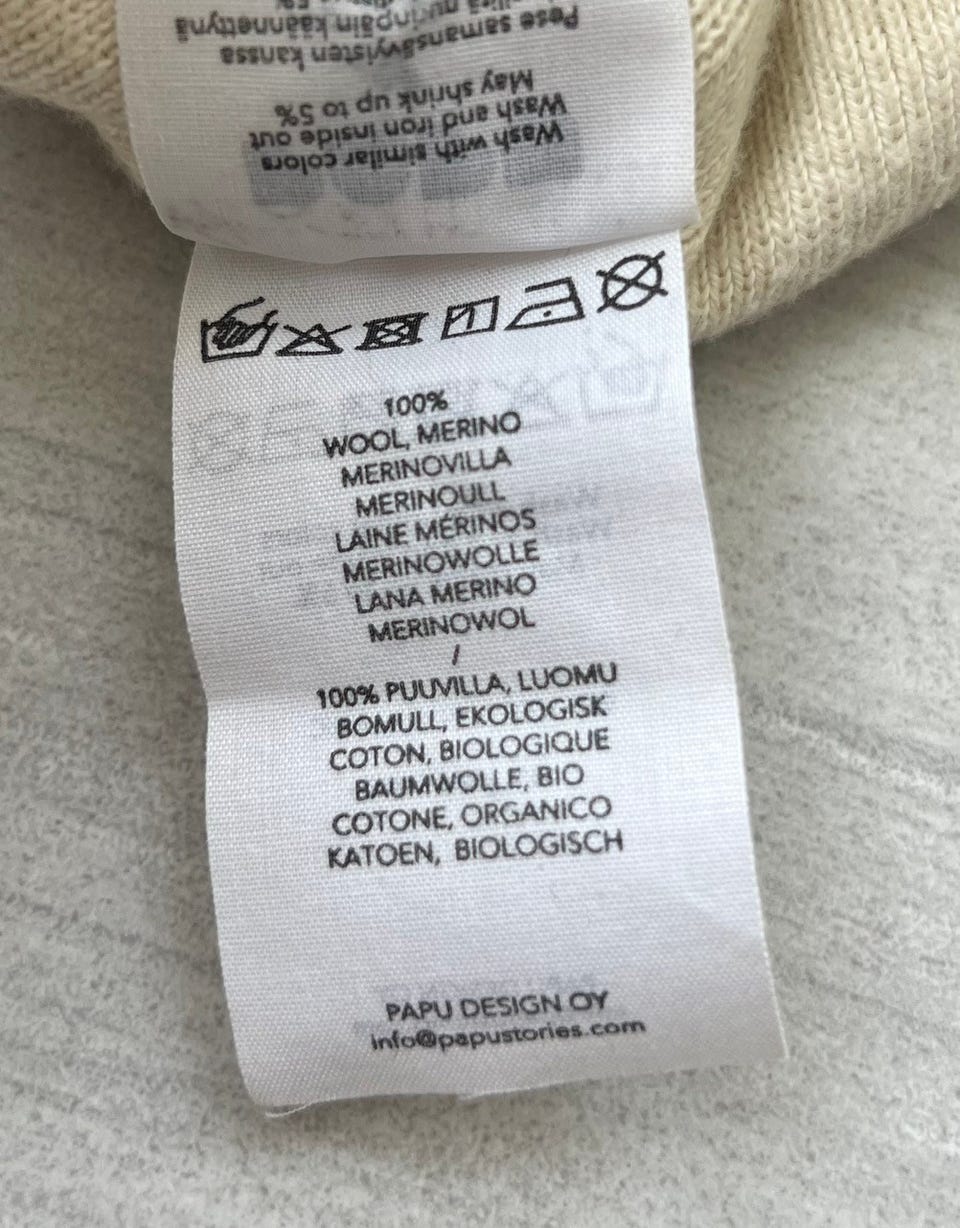 Wash with similar colors
Wash and iron inside out
May shrink up to 5%
Pese samansävyisten kanssa
nurinpäin käännettynä
100%
WOOL, MERINO
MERINOVILLA
MERINOULL
LAINE MÉRINOS
MERINOWOLLE
LANA MERINO
MERINOWOL
/
100% PUUVILLA, LUOMU
BOMULL, EKOLOGISK
COTON, BIOLOGIQUE
BAUMWOLLE, BIO
COTONE, ORGANICO
KATOEN, BIOLOGISCH
PAPU DESIGN OY
info@papustories.com